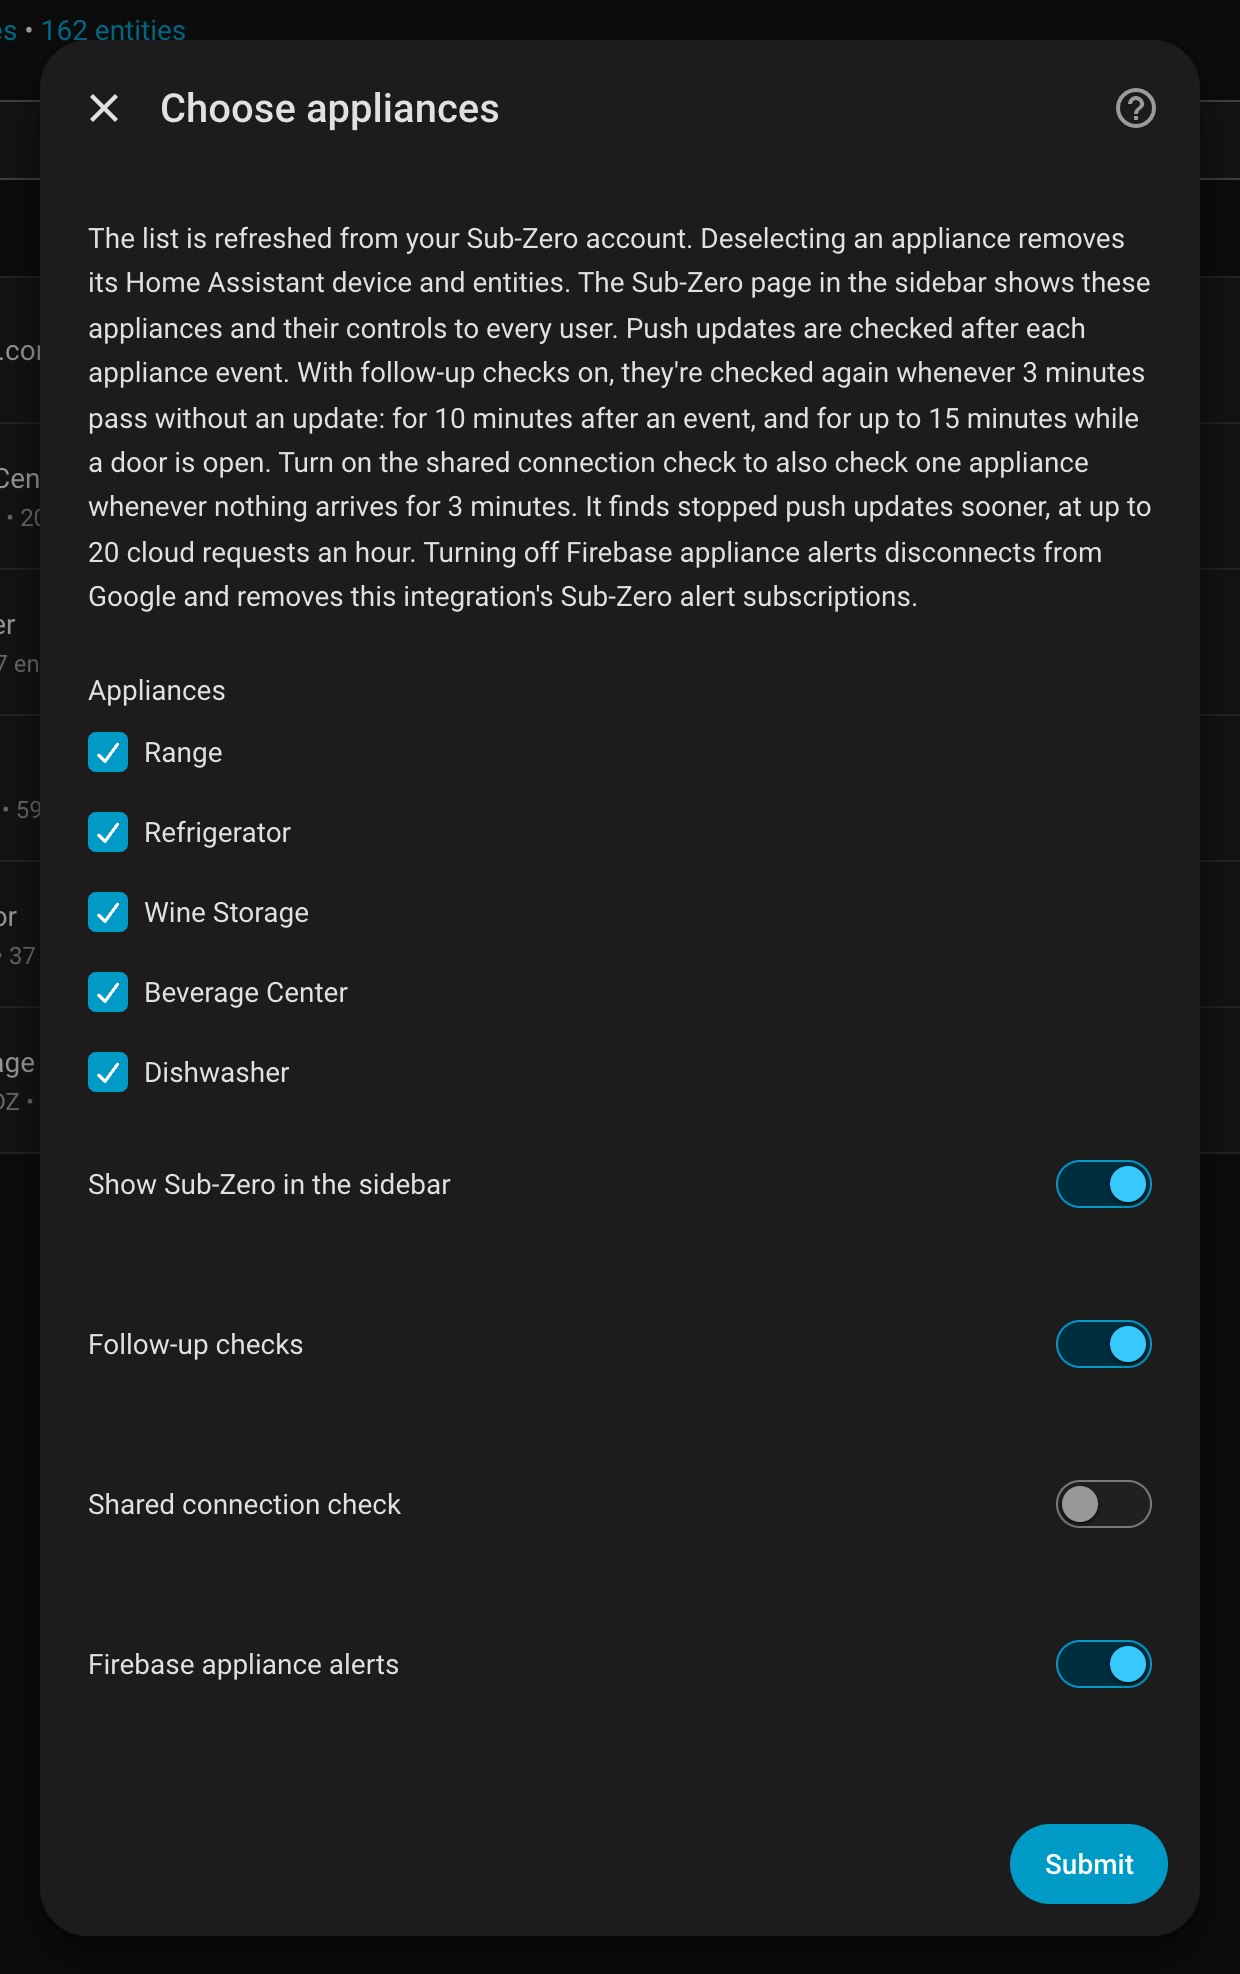 • 162 entities
Choose appliances
The list is refreshed from your Sub-Zero account. Deselecting an appliance removes
its Home Assistant device and entities. The Sub-Zero page in the sidebar shows these
appliances and their controls to every user. Push updates are checked after each
appliance event. With follow-up checks on, they're checked again whenever 3 minutes
pass without an update: for 10 minutes after an event, and for up to 15 minutes while
a door is open. Turn on the shared connection check to also check one appliance
whenever nothing arrives for 3 minutes. It finds stopped push updates sooner, at up to
20 cloud requests an hour. Turning off Firebase appliance alerts disconnects from
Google and removes this integration's Sub-Zero alert subscriptions.
Appliances
Range
Refrigerator
Wine Storage
Beverage Center
Dishwasher
Show Sub-Zero in the sidebar
Follow-up checks
Shared connection check
Firebase appliance alerts
Submit